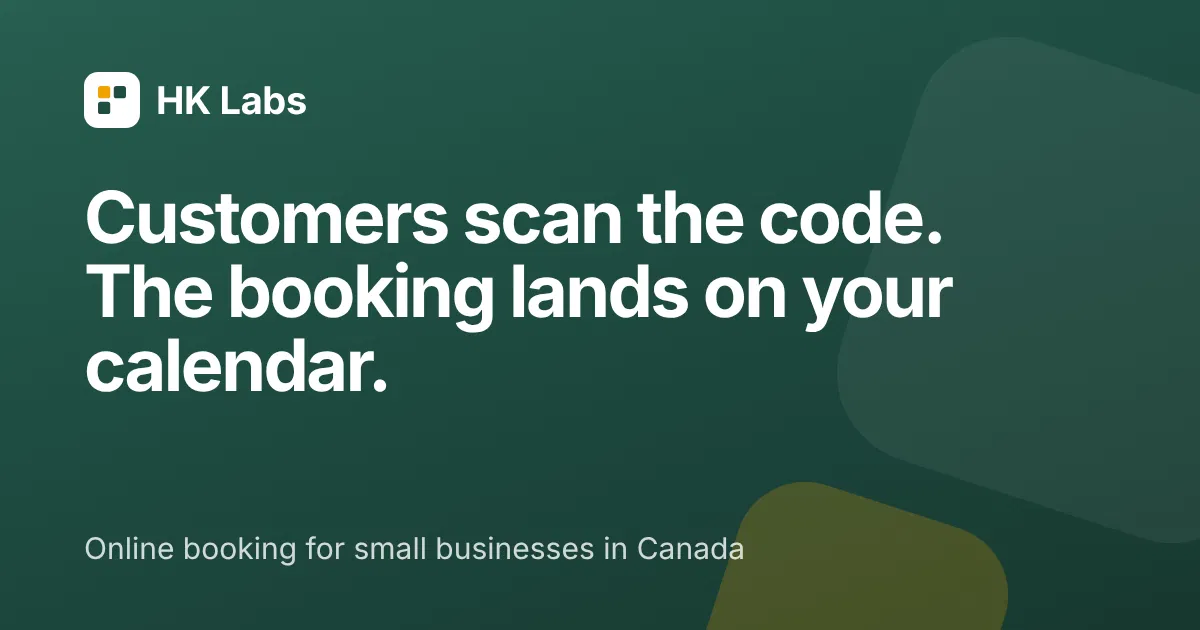 HK Labs
Customers scan the code.
The booking lands on your
calendar.
Online booking for small businesses in Canada